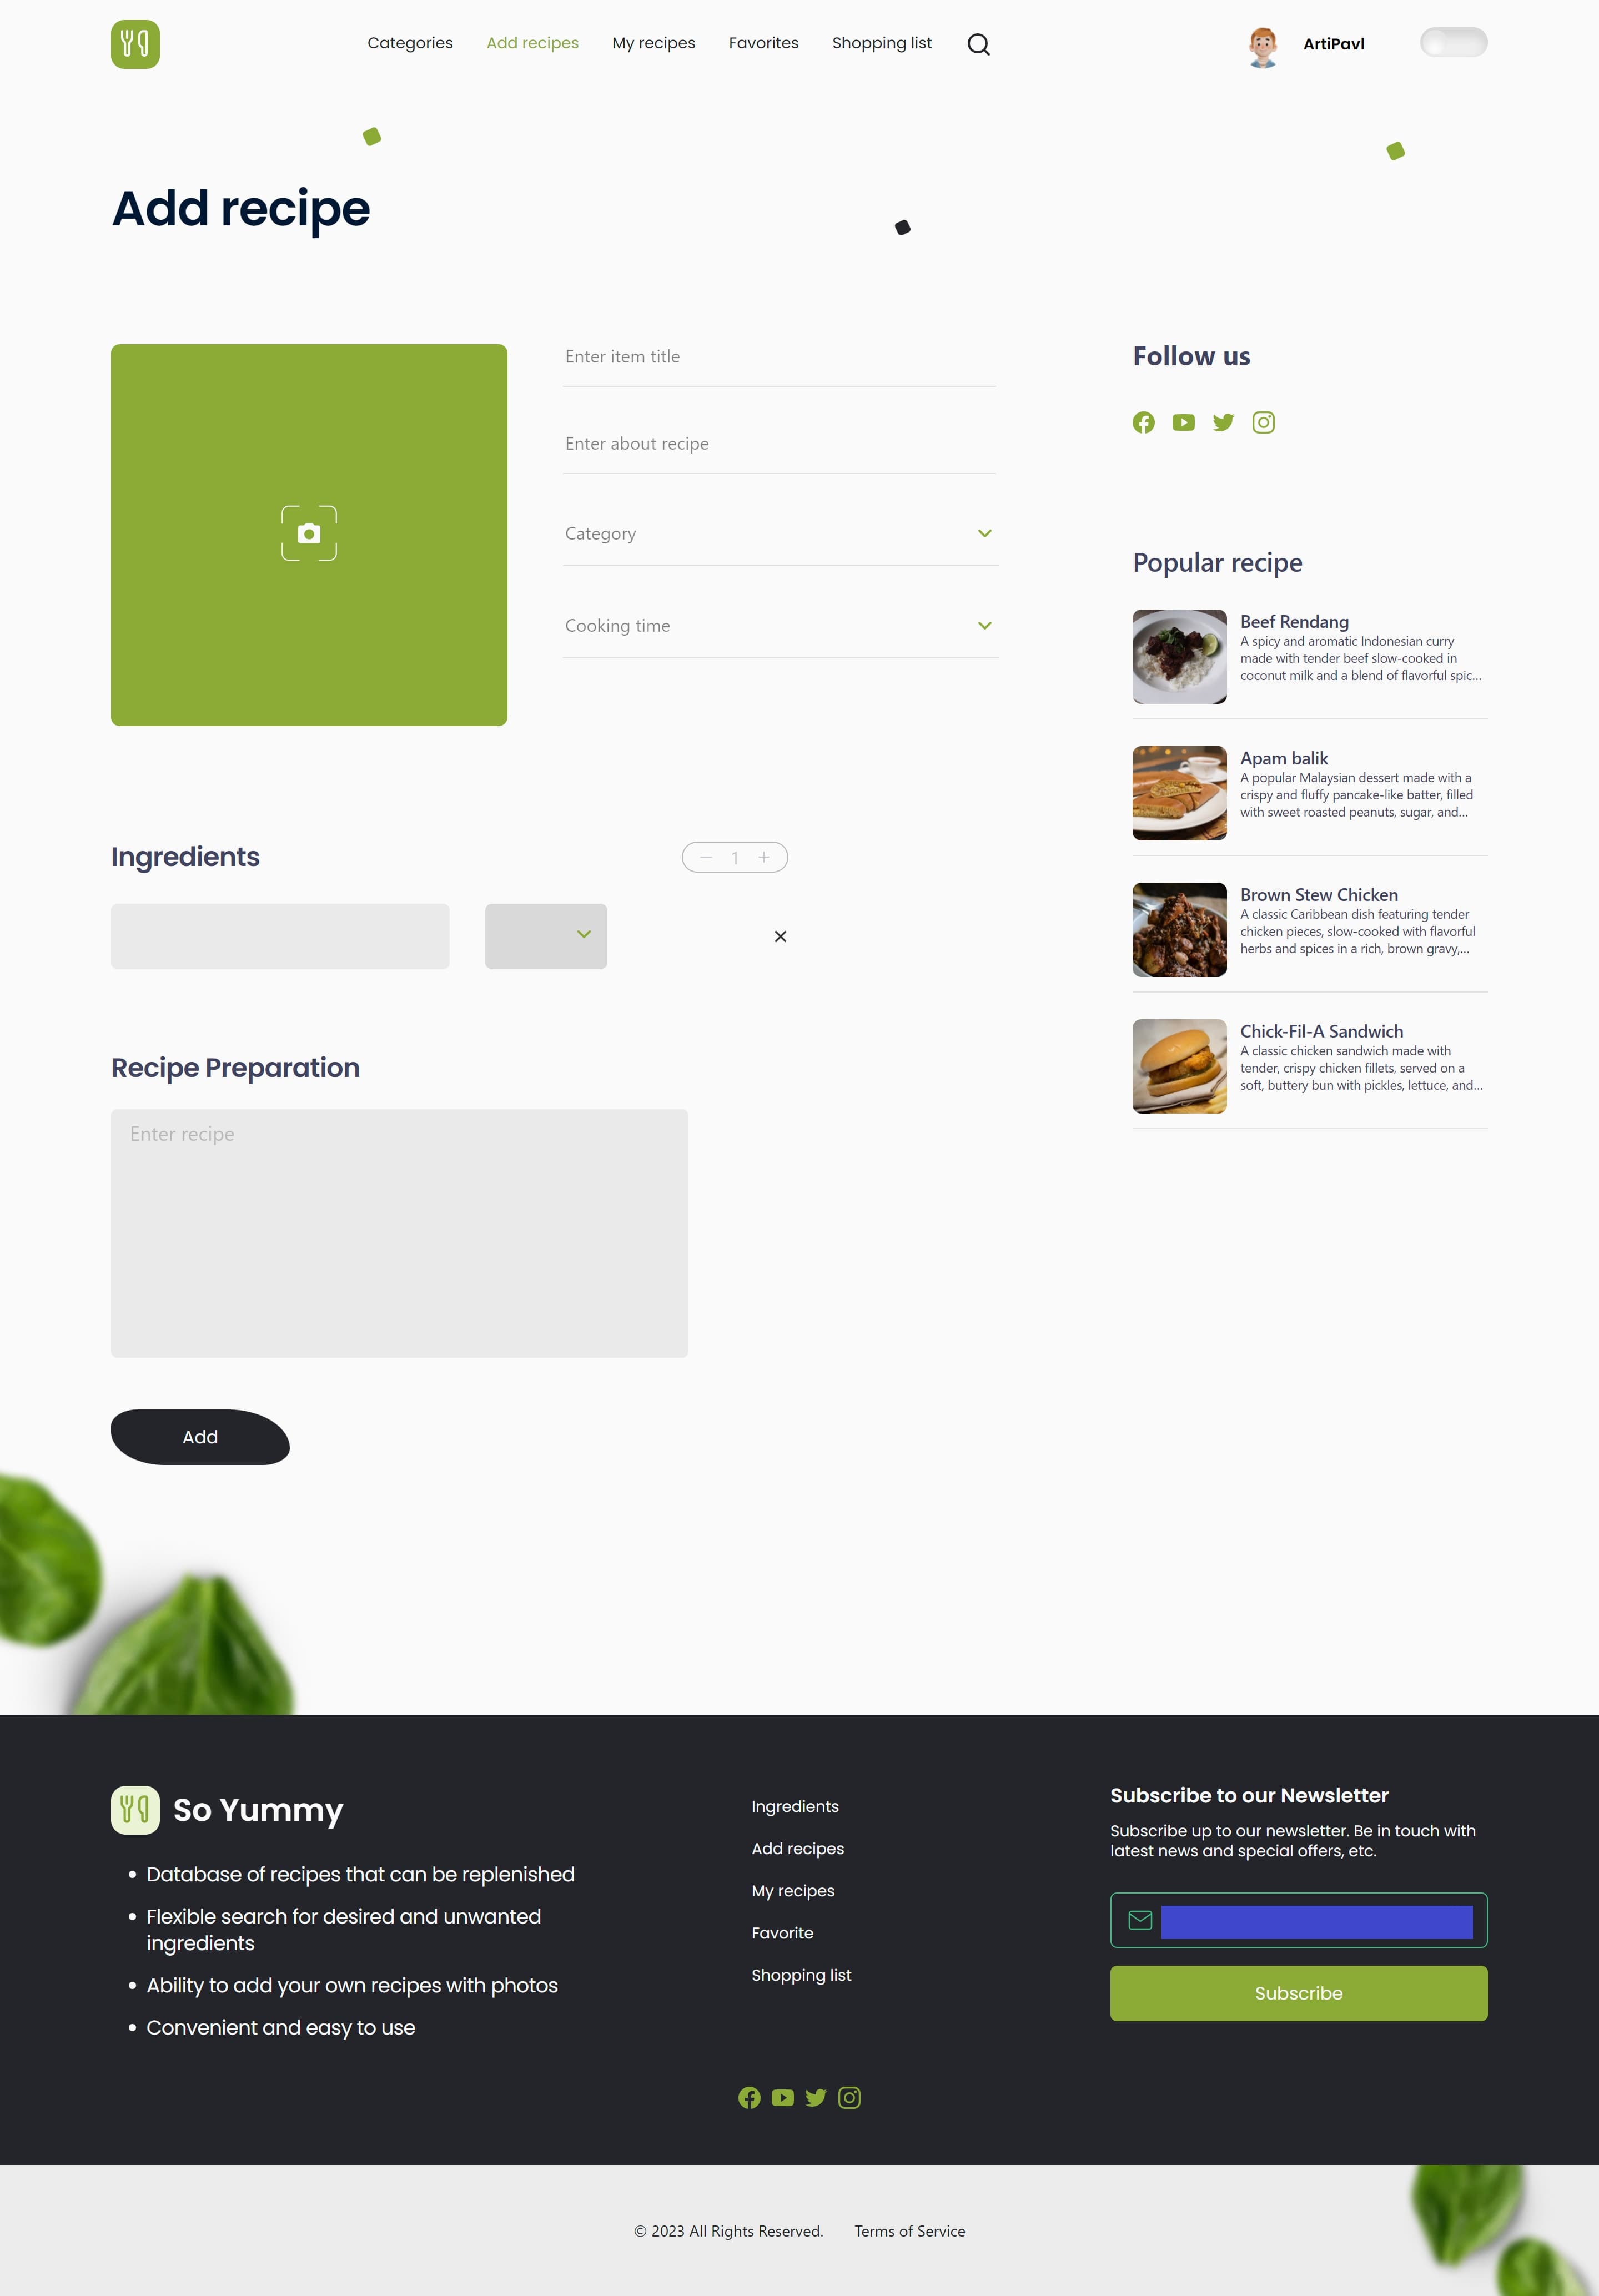 Categories
Add recipes
My recipes
Favorites
Shopping list
ArtiPavl
Add recipe
Enter item title
Enter about recipe
Category
Cooking time
Follow us
Popular recipe
Beef Rendang
A spicy and aromatic Indonesian curry
made with tender beef slow-cooked in
coconut milk and a blend of flavorful spic...
Apam balik
A popular Malaysian dessert made with a
crispy and fluffy pancake-like batter, filled
with sweet roasted peanuts, sugar, and...
Brown Stew Chicken
A classic Caribbean dish featuring tender
chicken pieces, slow-cooked with flavorful
herbs and spices in a rich, brown gravy,...
Chick-Fil-A Sandwich
A classic chicken sandwich made with
tender, crispy chicken fillets, served on a
soft, buttery bun with pickles, lettuce, and...
Ingredients
1
Recipe Preparation
Enter recipe
Add
So Yummy
Database of recipes that can be replenished
Flexible search for desired and unwanted
ingredients
Ability to add your own recipes with photos
Convenient and easy to use
Ingredients
Add recipes
My recipes
Favorite
Shopping list
Subscribe to our Newsletter
Subscribe up to our newsletter. Be in touch with
latest news and special offers, etc.
Subscribe
© 2023 All Rights Reserved.
Terms of Service